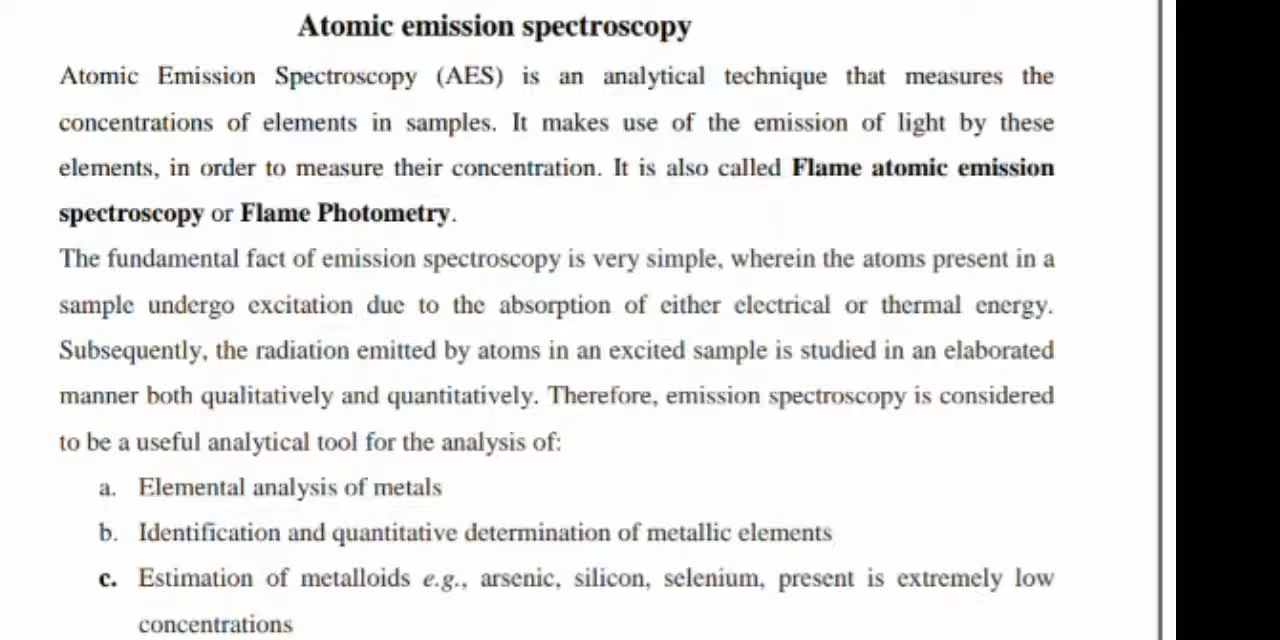 Atomic emission spectroscopy
Atomic Emission Spectroscopy (AES) is an analytical technique that measures the
concentrations of elements in samples. It makes use of the emission of light by these
elements, in order to measure their concentration. It is also called Flame atomic emission
spectroscopy or Flame Photometry.
The fundamental fact of emission spectroscopy is very simple, wherein the atoms present in a
sample undergo excitation due to the absorption of either electrical or thermal energy.
Subsequently, the radiation emitted by atoms in an excited sample is studied in an elaborated
manner both qualitatively and quantitatively. Therefore, emission spectroscopy is considered
to be a useful analytical tool for the analysis of:
a. Elemental analysis of metals
b. Identification and quantitative determination of metallic elements
c. Estimation of metalloids e.g., arsenic, silicon, selenium, present is extremely low
concentrations